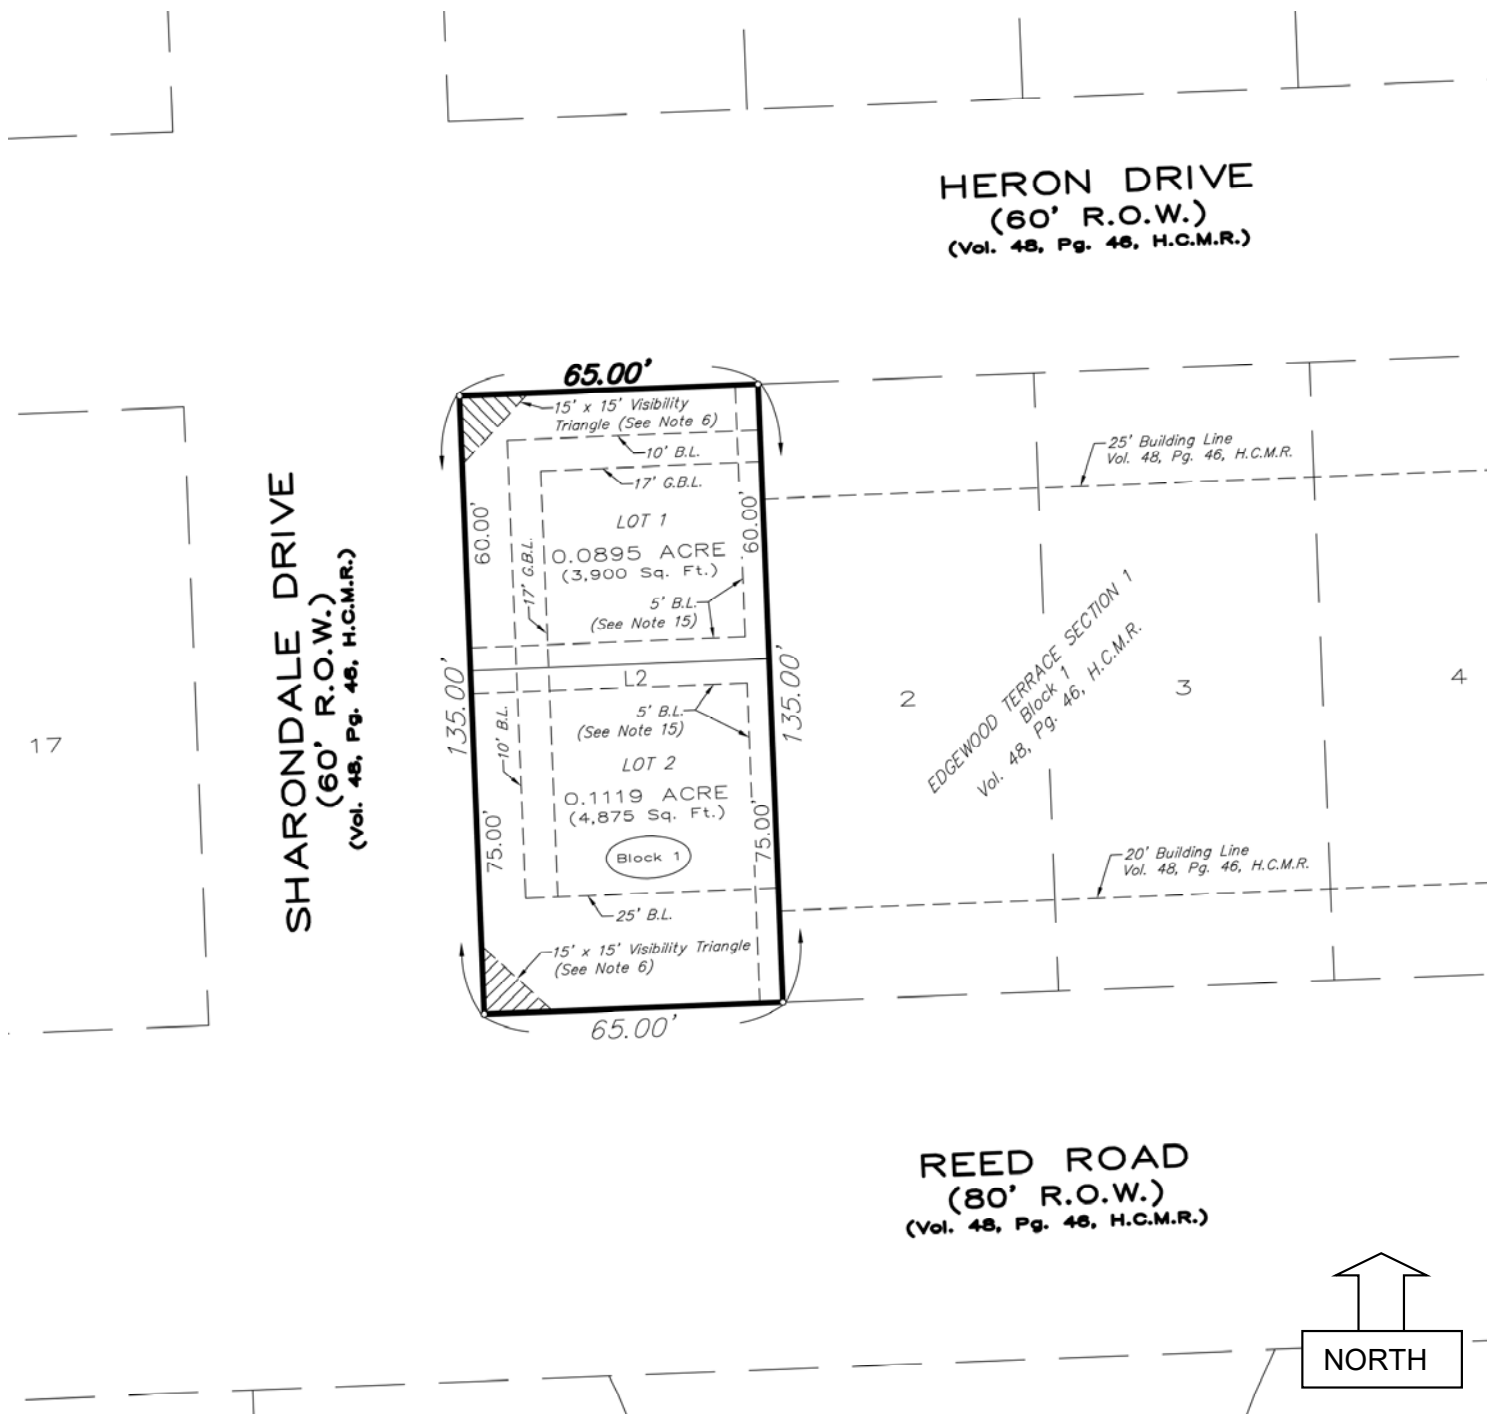 HERON DRIVE
(60' R.O.W.)
(Vol. 48, Pg. 46, H.C.M.R.)
65.00'
15' x 15' Visibility
Triangle (See Note 6)
10' B.L.
17' G.B.L.
LOT 1
0.0895 ACRE
(3,900 Sq. Ft.)
60.00'
60.00'
17' G.B.L.
5' B.L.
(See Note 15)
25' Building Line
Vol. 48, Pg. 46, H.C.M.R.
SHARONDALE DRIVE
(60' R.O.W.)
(Vol. 48, Pg. 46, H.C.M.R.)
135.00'
135.00'
L2
5' B.L.
(See Note 15)
10' B.L.
LOT 2
0.1119 ACRE
(4,875 Sq. Ft.)
75.00'
75.00'
Block 1
25' B.L.
15' x 15' Visibility Triangle
(See Note 6)
65.00'
17
2
3
4
EDGEWOOD TERRACE SECTION 1
Block 1
Vol. 48, Pg. 46, H.C.M.R.
20' Building Line
Vol. 48, Pg. 46, H.C.M.R.
REED ROAD
(80' R.O.W.)
(Vol. 48, Pg. 46, H.C.M.R.)
NORTH